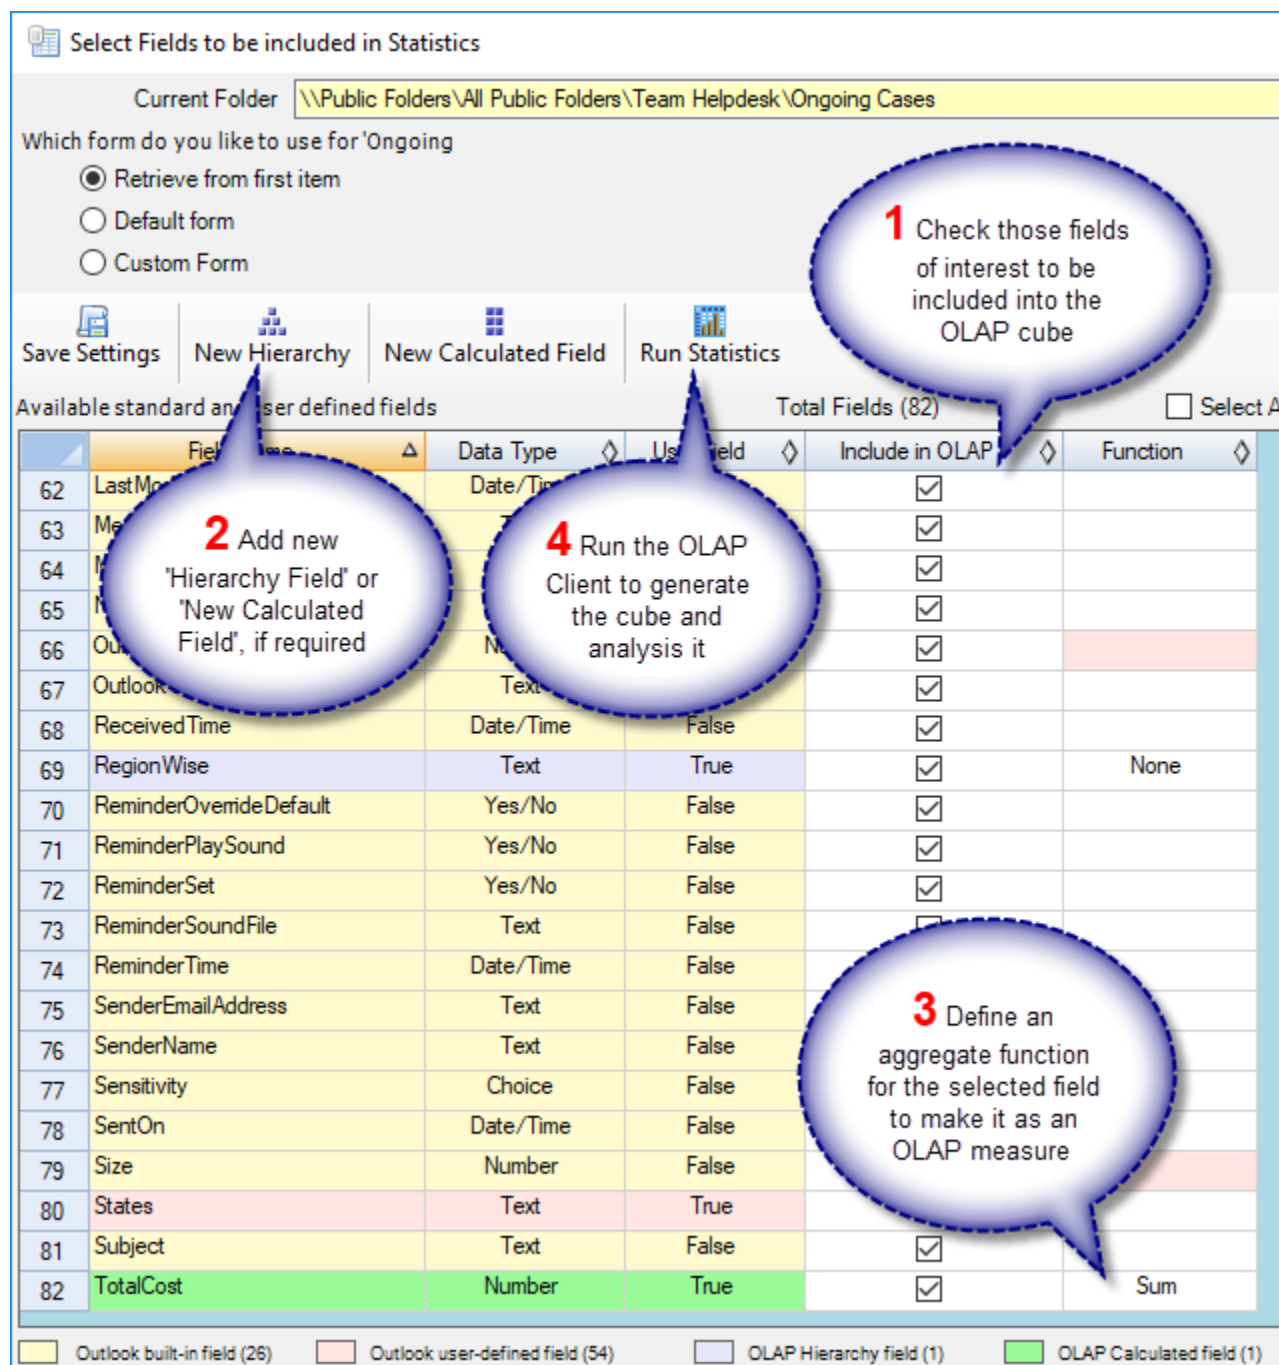 Select Fields to be included in Statistics
Current Folder \\Public Folders\All Public Folders\Team Helpdesk\Ongoing Cases
Which form do you like to use for 'Ongoing
Retrieve from first item
Default form
Custom Form
1 Check those fields
of interest to be
included into the
OLAP cube
Save Settings New Hierarchy New Calculated Field Run Statistics
Available standard an ser defined fields Total Fields (82) Select A
Data Type Include in OLAP Function
62 Date/Tim
63
64
65
66
67 Outlook Text
68 ReceivedTime Date/Time False
69 RegionWise Text True None
70 ReminderOverrideDefault Yes/No False
71 ReminderPlaySound Yes/No False
72 ReminderSet Yes/No False
73 ReminderSoundFile Text False
74 ReminderTime Date/Time False
75 SenderEmailAddress Text False
76 SenderName Text False
77 Sensitivity Choice False
78 SentOn Date/Time False
79 Size Number False
80 States Text True
81 Subject Text False
82 TotalCost Number True Sum
2 Add new
'Hierarchy Field' or
'New Calculated
Field', if required
4 Run the OLAP
Client to generate
the cube and
analysis it
3 Define an
aggregate function
for the selected field
to make it as an
OLAP measure
Outlook built-in field (26) Outlook user-defined field (54) OLAP Hierarchy field (1) OLAP Calculated field (1)